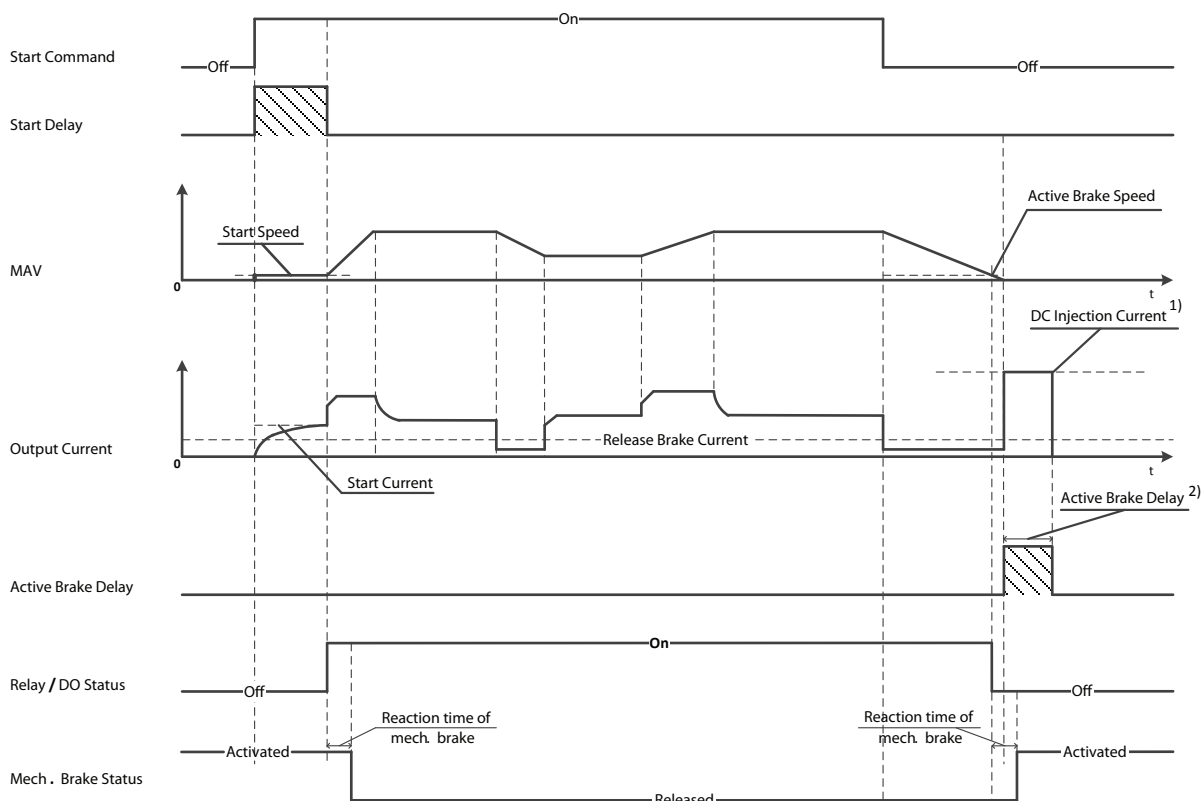 On
Start Command
Off
Off
Start Delay
Active Brake Speed
Start Speed
MAV
0
t
DC Injection Current 1)
Release Brake Current
Output Current
0
t
Start Current
Active Brake Delay 2)
Active Brake Delay
On
Relay / DO Status
Off
Off
Reaction time of
mech. brake
Reaction time of
mech. brake
Activated
Activated
Mech. Brake Status
Released